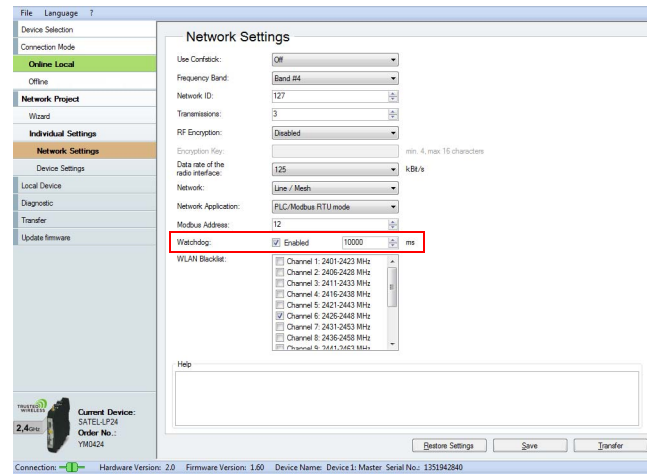 File Language ?
Device Selection
Connection Mode
Online Local
Offline
Network Project
Wizard
Individual Settings
Network Settings
Device Settings
Local Device
Diagnostic
Transfer
Update firmware
Network Settings
Use Confstick: Off
Frequency Band: Band #4
Network ID: 127
Transmissions: 3
RF Encryption: Disabled
Encryption Key: min. 4, max 16 characters
Data rate of the
radio interface: 125 kBit/s
Network: Line / Mesh
Network Application: PLC/Modbus RTU mode
Modbus Address: 12
Watchdog: Enabled 10000 ms
WLAN Blacklist: Channel 1: 2401-2423 MHz
Channel 2: 2406-2428 MHz
Channel 3: 2411-2433 MHz
Channel 4: 2416-2438 MHz
Channel 5: 2421-2443 MHz
Channel 6: 2426-2448 MHz
Channel 7: 2431-2453 MHz
Channel 8: 2436-2458 MHz
Channel 9: 2441-2463 MHz
Help
TRUSTED
WIRELESS
2,4GHz
Current Device:
SATEL-LP24
Order No.:
YM0424
Restore Settings Save Transfer
Connection: Hardware Version: 2.0 Firmware Version: 1.60 Device Name: Device 1: Master Serial No.: 1351942840